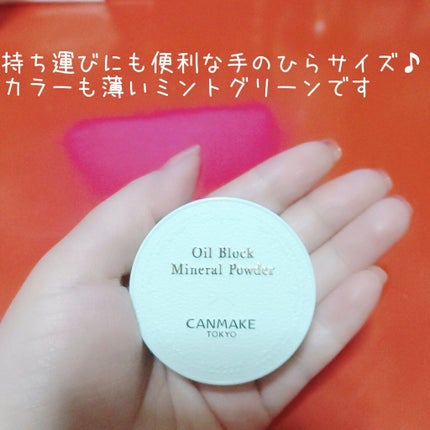 持ち運びにも便利な手のひらサイズ♪
カラーも薄いミントグリーンです
Oil Block
Mineral Powder
CANMAKE
TOKYO